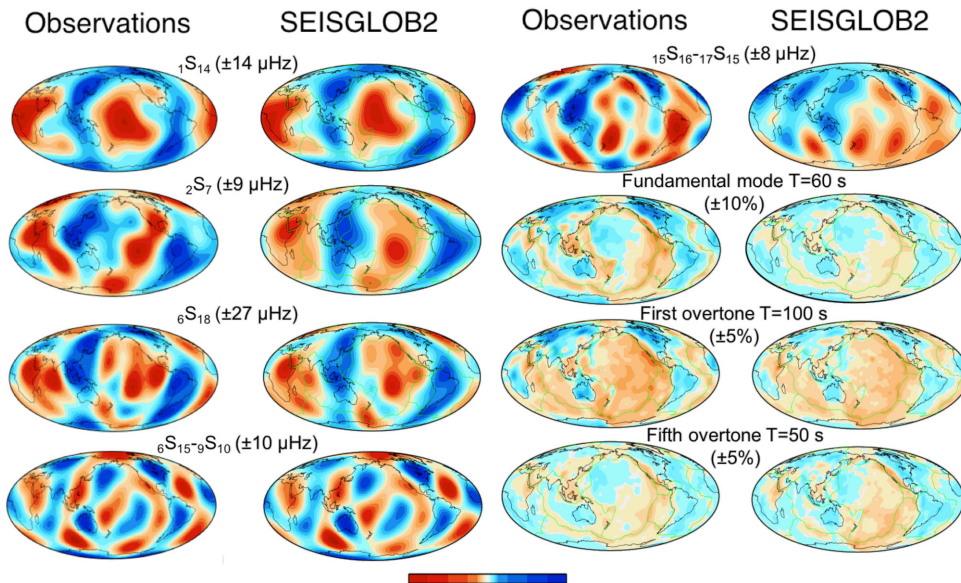 Observations SEISGLOB2 Observations SEISGLOB2
₁S₁₄ (±14 µHz)
₂S₇ (±9 µHz)
₆S₁₈ (±27 µHz)
₆S₁₅-₉S₁₀ (±10 µHz)
₁₅S₁₆-₁₇S₁₅ (±8 µHz)
Fundamental mode T=60 s
(±10%)
First overtone T=100 s
(±5%)
Fifth overtone T=50 s
(±5%)